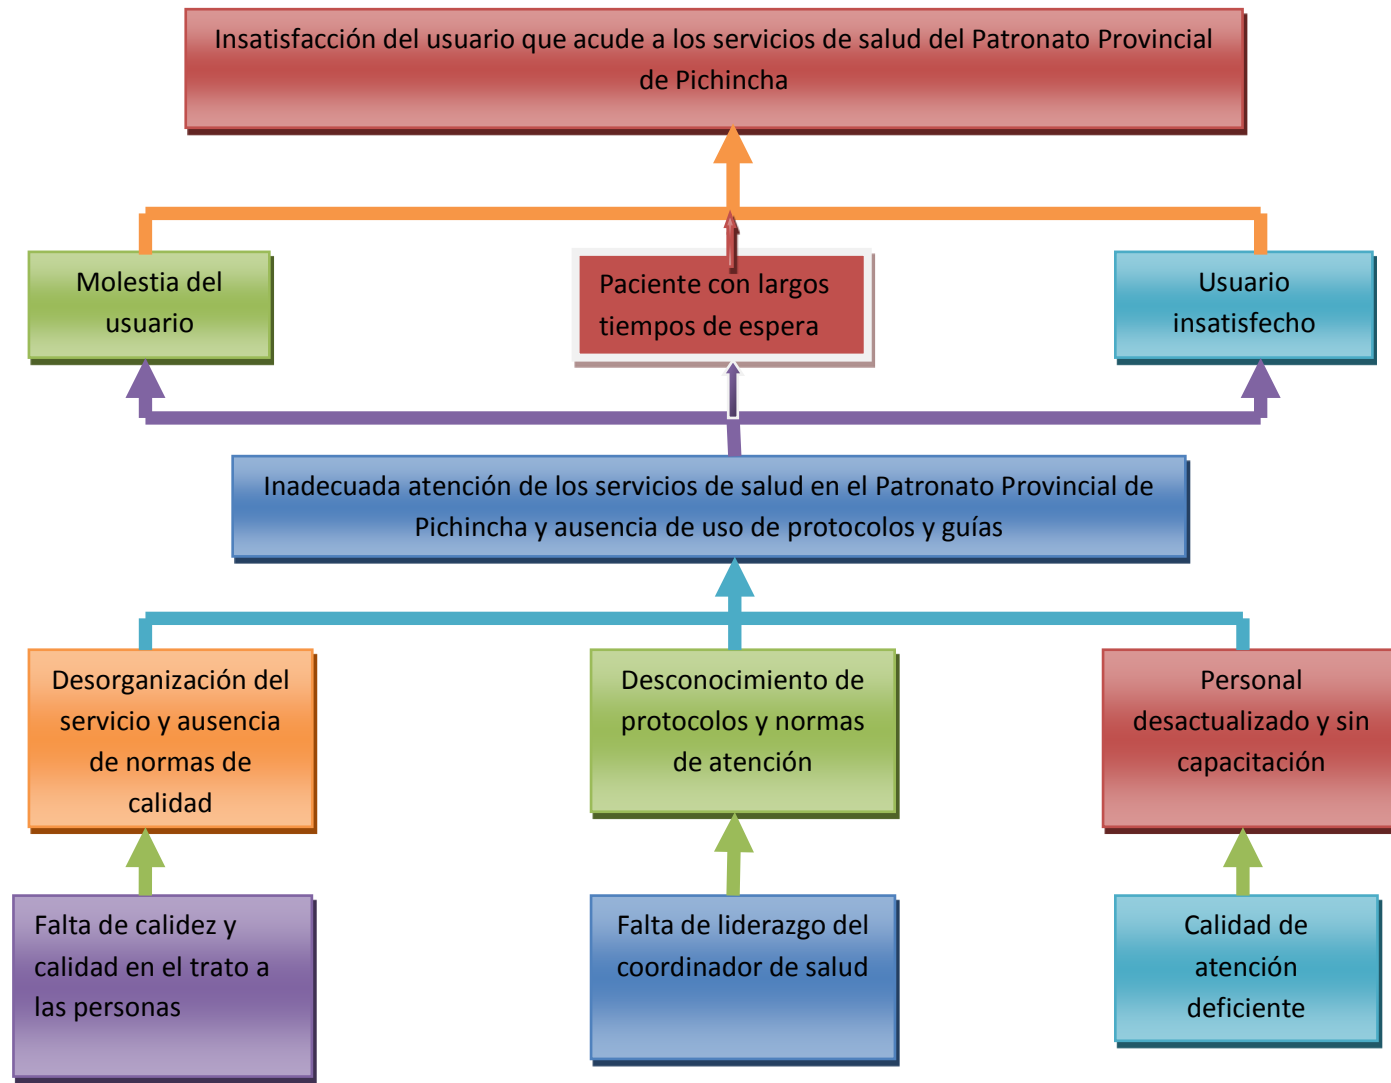 Insatisfacción del usuario que acude a los servicios de salud del Patronato Provincial
de Pichincha
Molestia del
usuario
Paciente con largos
tiempos de espera
Usuario
insatisfecho
Inadecuada atención de los servicios de salud en el Patronato Provincial de
Pichincha y ausencia de uso de protocolos y guías
Desorganización del
servicio y ausencia
de normas de
calidad
Desconocimiento de
protocolos y normas
de atención
Personal
desactualizado y sin
capacitación
Falta de calidez y
calidad en el trato a
las personas
Falta de liderazgo del
coordinador de salud
Calidad de
atención
deficiente